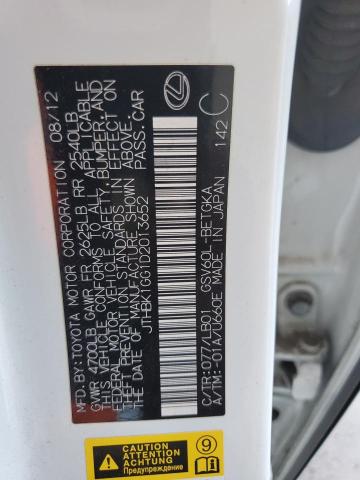 MFD.BY:TOYOTA MOTOR CORPORATION 08/12
GVWR 4700LB GAWR FR 2625LB RR 2540LB
THIS VEHICLE CONFORMS TO ALL APPLICABLE
FEDERAL MOTOR VEHICLE SAFETY, BUMPER, AND
THEFT PREVENTION STANDARDS IN EFFECT ON
THE DATE OF MANUFACTURE SHOWN ABOVE.
JTHBK1GG1D2013652 PASS.CAR
C/TR:077/LB01 GSV60L-BETGKA
A/TM:-01A/U660E MADE IN JAPAN
142 C
CAUTION
ATTENTION
ACHTUNG
Предупреждение
9